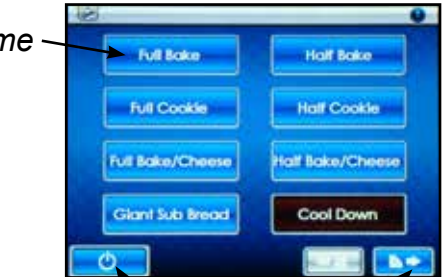 me
Full Bake
Half Bake
Full Cookie
Half Cookie
Full Bake/Cheese
Half Bake/Cheese
Giant Sub Bread
Cool Down